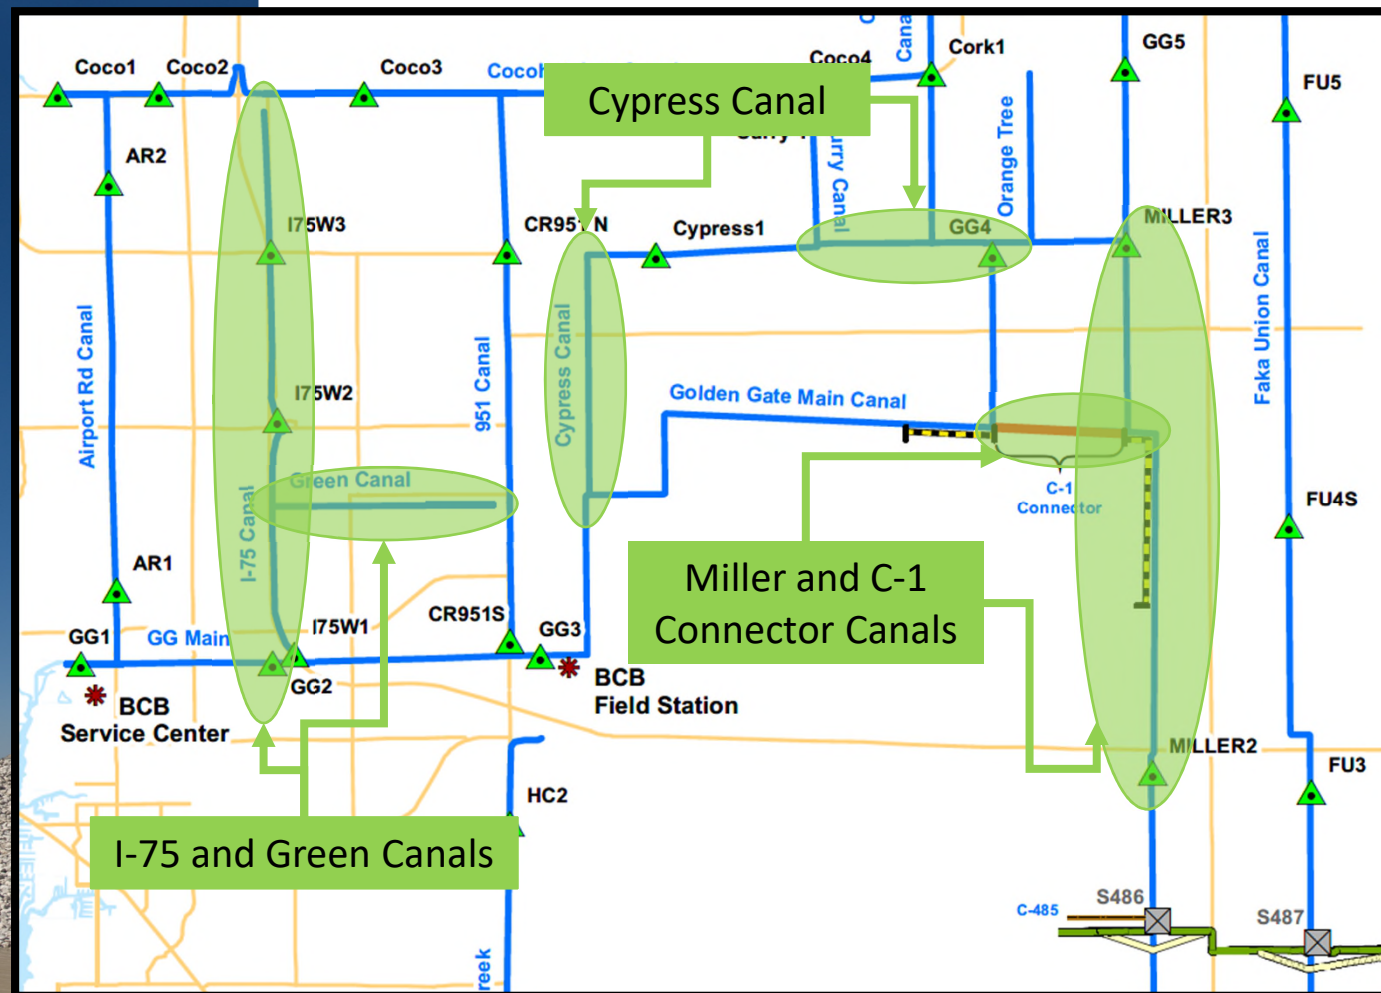 Coco1
Coco2
Coco3
Coco4
Cork1
GG5
FU5
Cypress Canal
AR2
Orange Tree
I75W3
CR951N
Cypress1
GG4
MILLER3
Airport Rd Canal
951 Canal
Cypress Canal
Faka Union Canal
I75W2
Golden Gate Main Canal
Green Canal
I-75 Canal
C-1
Connector
FU4S
AR1
Miller and C-1
Connector Canals
GG1
GG Main
I75W1
CR951S
GG3
GG2
BCB
Service Center
BCB
Field Station
MILLER2
FU3
HC2
I-75 and Green Canals
C-485
S486
S487